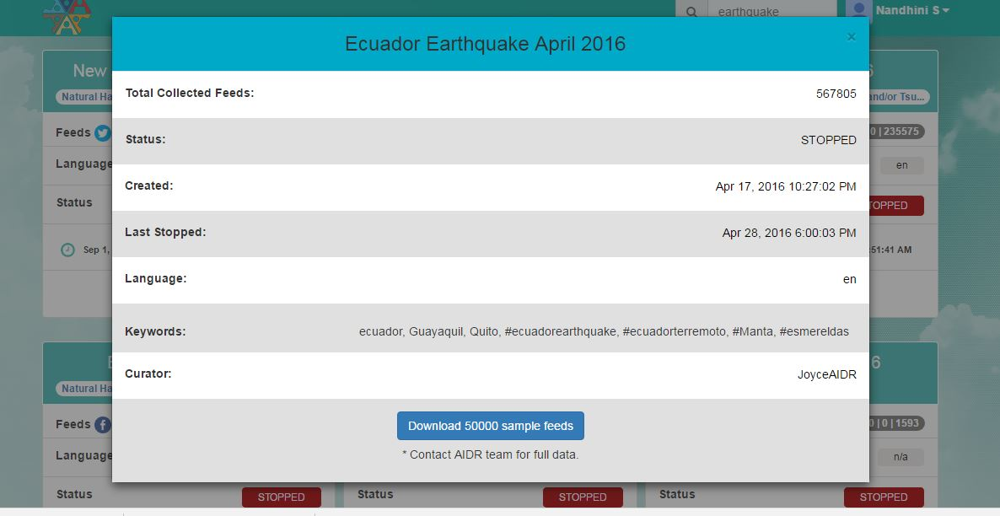 earthquake
Nandhini S
Ecuador Earthquake April 2016
×
Total Collected Feeds: 567805
Status: STOPPED
Created: Apr 17, 2016 10:27:02 PM
Last Stopped: Apr 28, 2016 6:00:03 PM
Language: en
Keywords: ecuador, Guayaquil, Quito, #ecuadorearthquake, #ecuadorterremoto, #Manta, #esmereldas
Curator: JoyceAIDR
Download 50000 sample feeds
* Contact AIDR team for full data.
New
6
Natural Ha
and/or Tsu...
Feeds
0 | 235575
Language
en
Status
TOPPED
Sep 1,
:51:41 AM
6
Natural Ha
Feeds
0 | 0 | 1593
Language
n/a
Status STOPPED Status STOPPED Status STOPPED